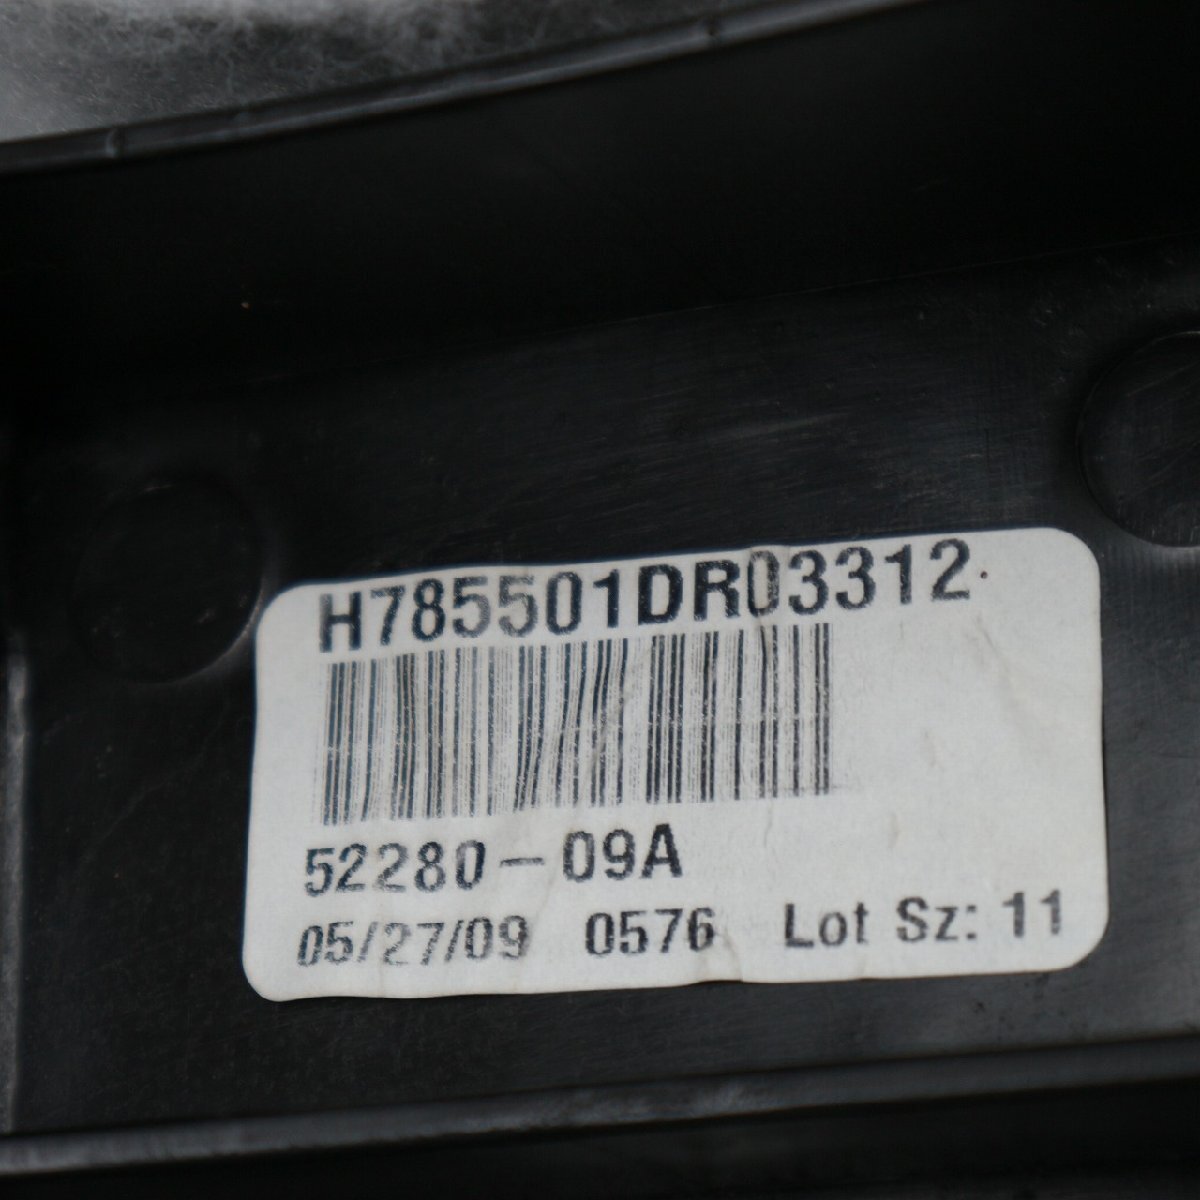 H785501DR03312
52280-09A
05/27/09 0576 Lot Sz: 11